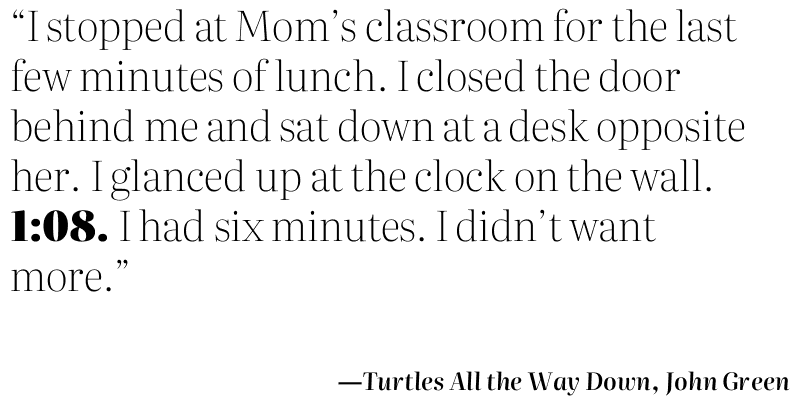 “I stopped at Mom’s classroom for the last
few minutes of lunch. I closed the door
behind me and sat down at a desk opposite
her. I glanced up at the clock on the wall.
1:08. I had six minutes. I didn’t want
more.”
—Turtles All the Way Down, John Green